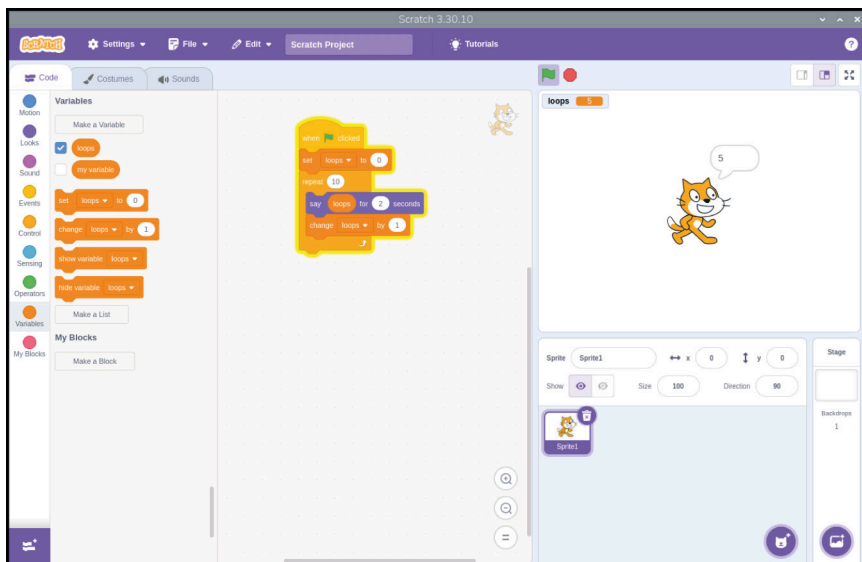 Scratch 3.30.10
SCRATCH Settings File Edit Scratch Project Tutorials ?
Code Costumes Sounds
Motion
Looks
Sound
Events
Control
Sensing
Operators
Variables
My Blocks
Variables
Make a Variable
loops
my variable
set loops to 0
change loops by 1
show variable loops
hide variable loops
Make a List
My Blocks
Make a Block
when clicked
set loops to 0
repeat 10
say loops for 2 seconds
change loops by 1
loops 5
5
Sprite Sprite1 x 0 y 0
Show Size 100 Direction 90
Sprite1
Stage
Backdrops
1